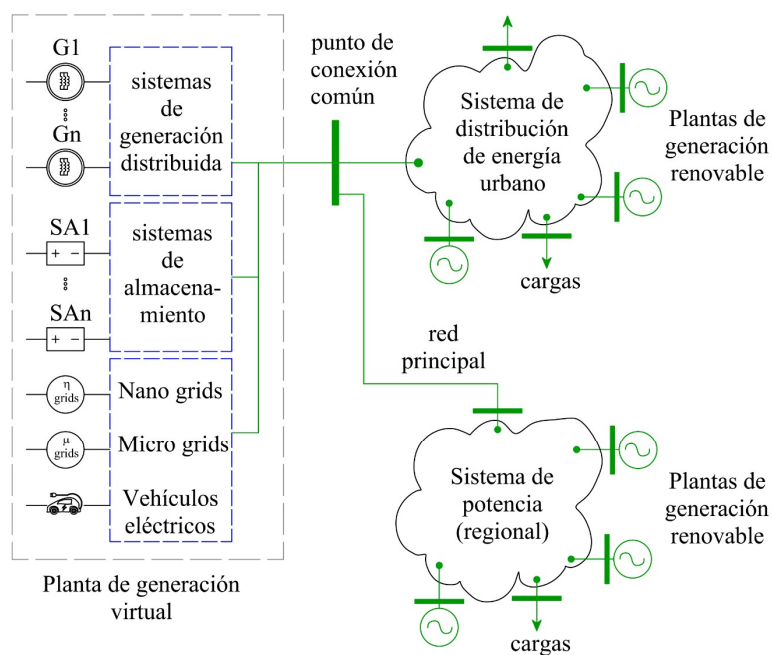 G1
Gn
sistemas
de
generación
distribuida
SA1
SAn
+ −
+ −
sistemas
de
almacena-
miento
η
grids
Nano grids
μ
grids
Micro grids
Vehículos
eléctricos
Planta de generación
virtual
punto de
conexión
común
Sistema de
distribución
de energía
urbano
Plantas de
generación
renovable
cargas
red
principal
Sistema de
potencia
(regional)
Plantas de
generación
renovable
cargas